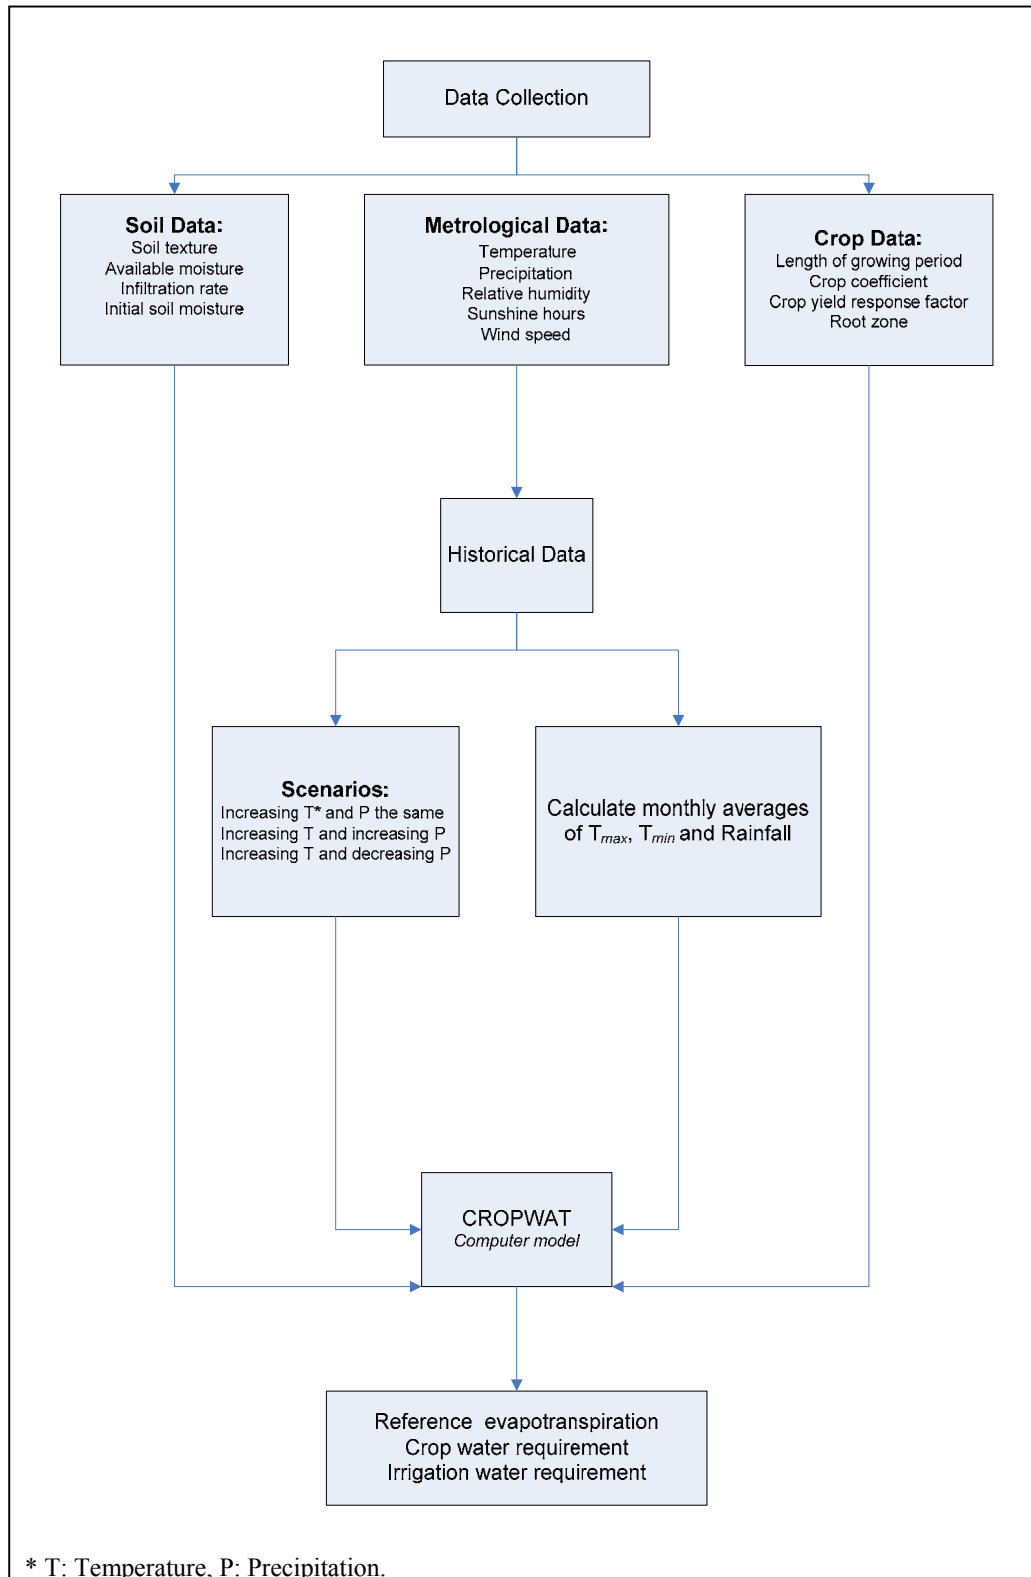 Data Collection
Soil Data:
Soil texture
Available moisture
Infiltration rate
Initial soil moisture
Metrological Data:
Temperature
Precipitation
Relative humidity
Sunshine hours
Wind speed
Crop Data:
Length of growing period
Crop coefficient
Crop yield response factor
Root zone
Historical Data
Scenarios:
Increasing T* and P the same
Increasing T and increasing P
Increasing T and decreasing P
Calculate monthly averages
of Tmax, Tmin and Rainfall
CROPWAT
Computer model
Reference evapotranspiration
Crop water requirement
Irrigation water requirement
* T: Temperature, P: Precipitation.